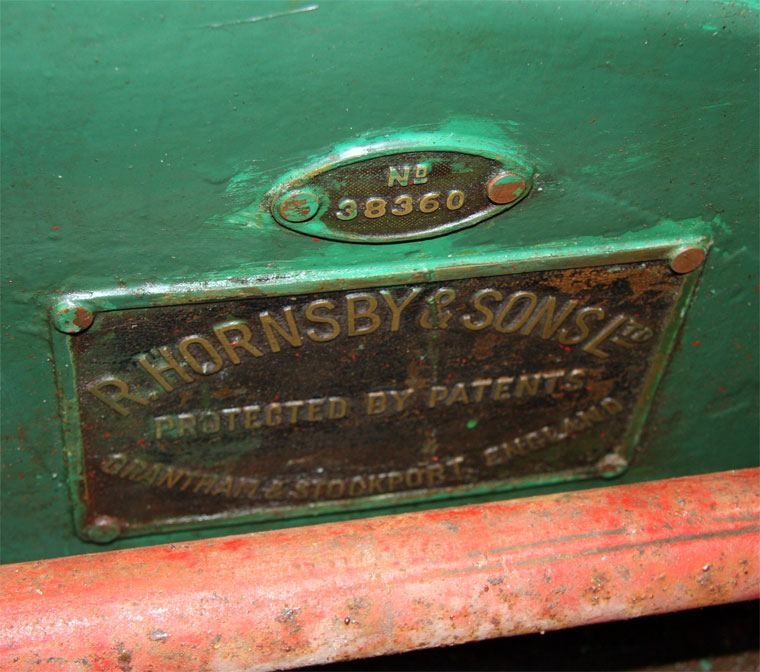 No
38360
R. HORNSBY & SONS LTD
PROTECTED BY PATENTS
GRANTHAM & STOCKPORT, ENGLAND